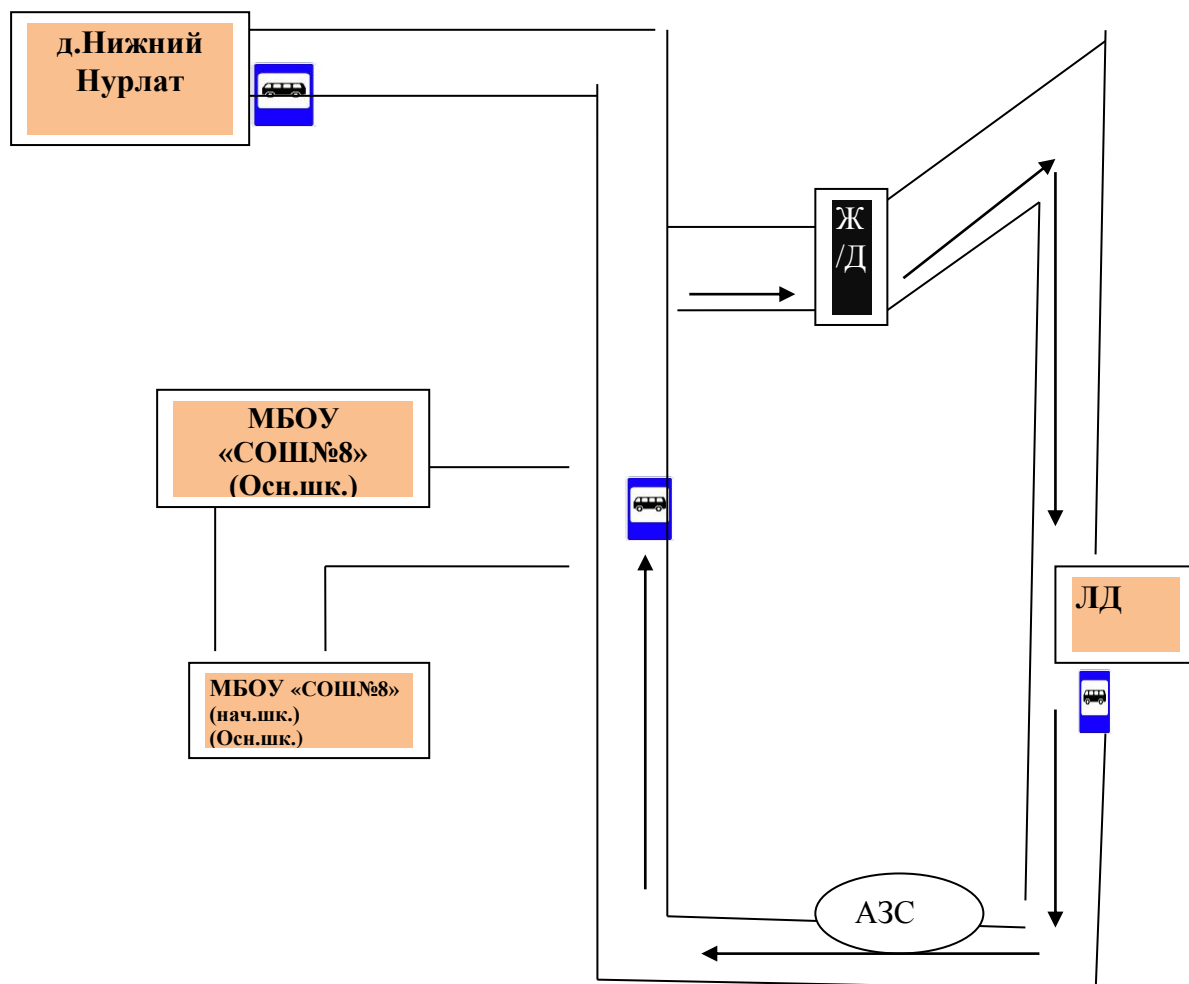 д.Нижний
Нурлат
Ж
/Д
МБОУ
«СОШ№8»
(Осн.шк.)
ЛД
МБОУ «СОШ№8»
(нач.шк.)
(Осн.шк.)
АЗС